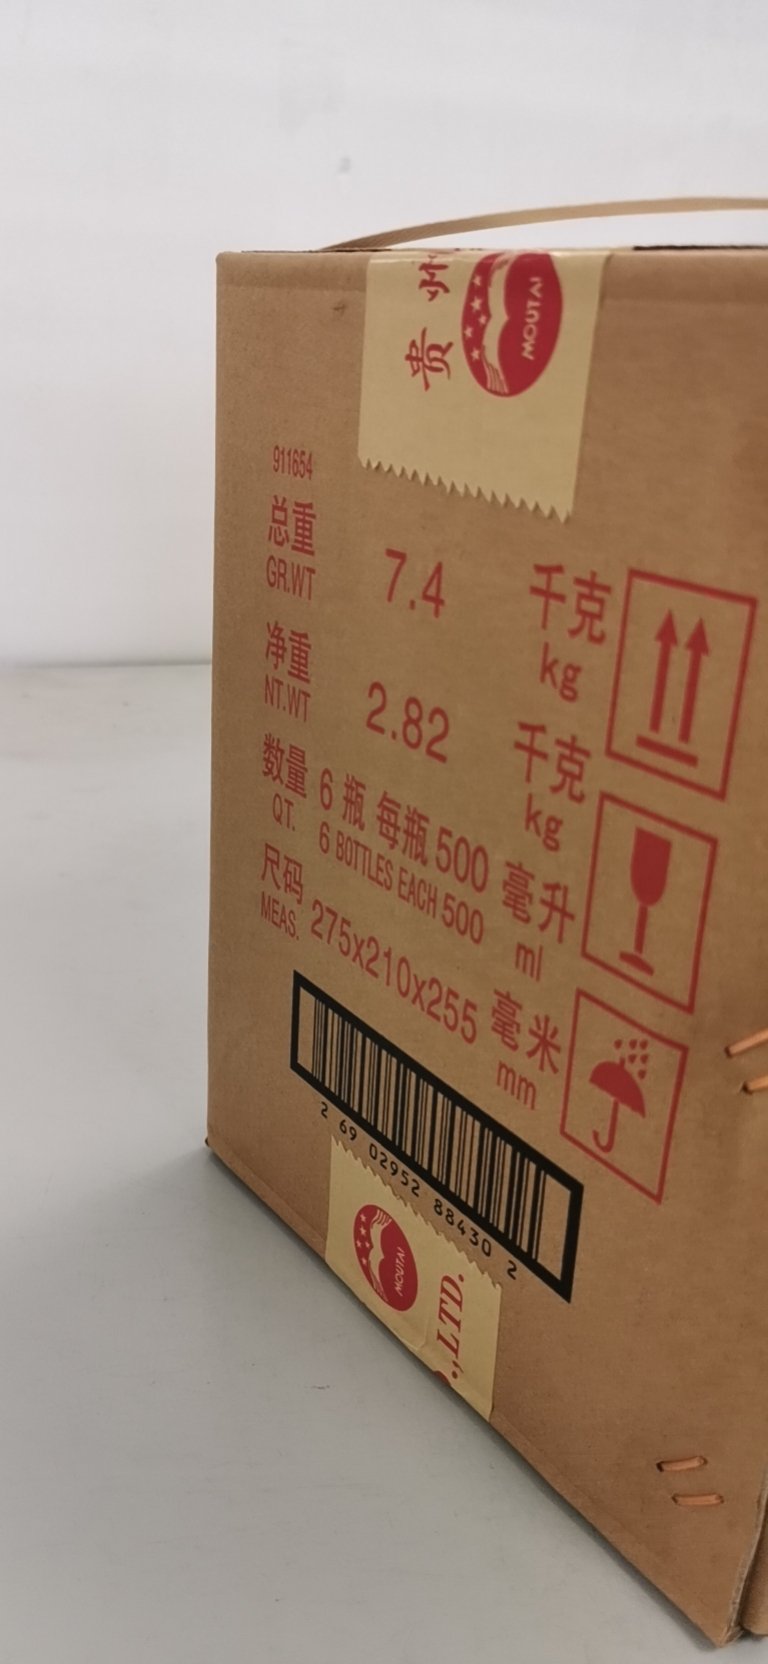 贵州
MOUTAI
911654
总重 7.4 千克
GR.WT kg
净重 2.82 千克
NT.WT kg
数量 6 瓶 每瓶 500 毫升
QT. 6 BOTTLES EACH 500 ml
尺码 275x210x255 毫米
MEAS. mm
2 69 02952 88430 2
MOUTAI
.,LTD.